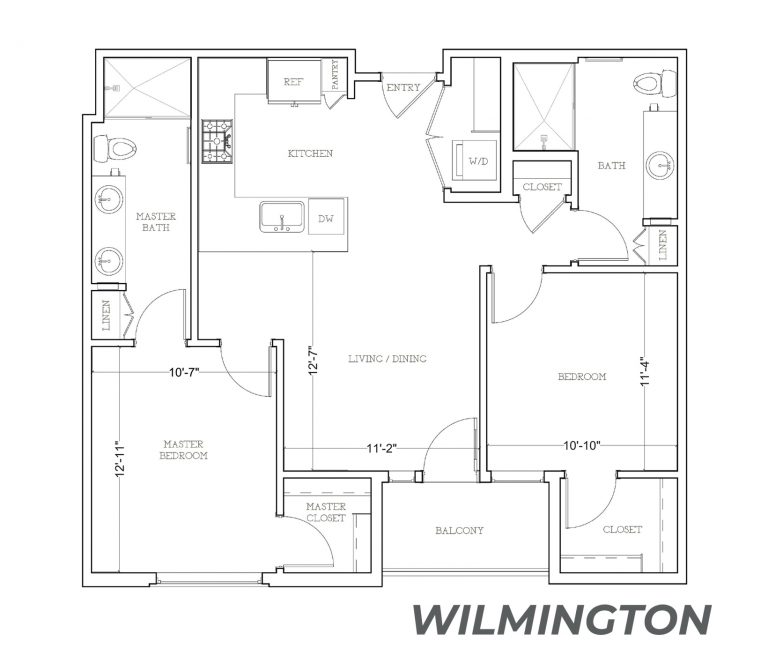 REF
PANTRY
ENTRY
KITCHEN
W/D
BATH
CLOSET
DW
MASTER
BATH
LINEN
LINEN
LIVING / DINING
12'-7"
10'-7"
BEDROOM
11'-4"
MASTER
BEDROOM
12'-11"
11'-2"
10'-10"
MASTER
CLOSET
BALCONY
CLOSET
WILMINGTON